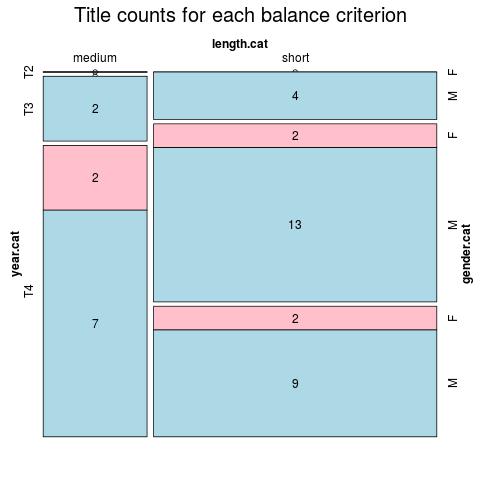 Title counts for each balance criterion
length.cat
medium
short
T2
F
4
M
T3
2
2
F
2
13
M
year.cat
gender.cat
T4
2
F
7
9
M